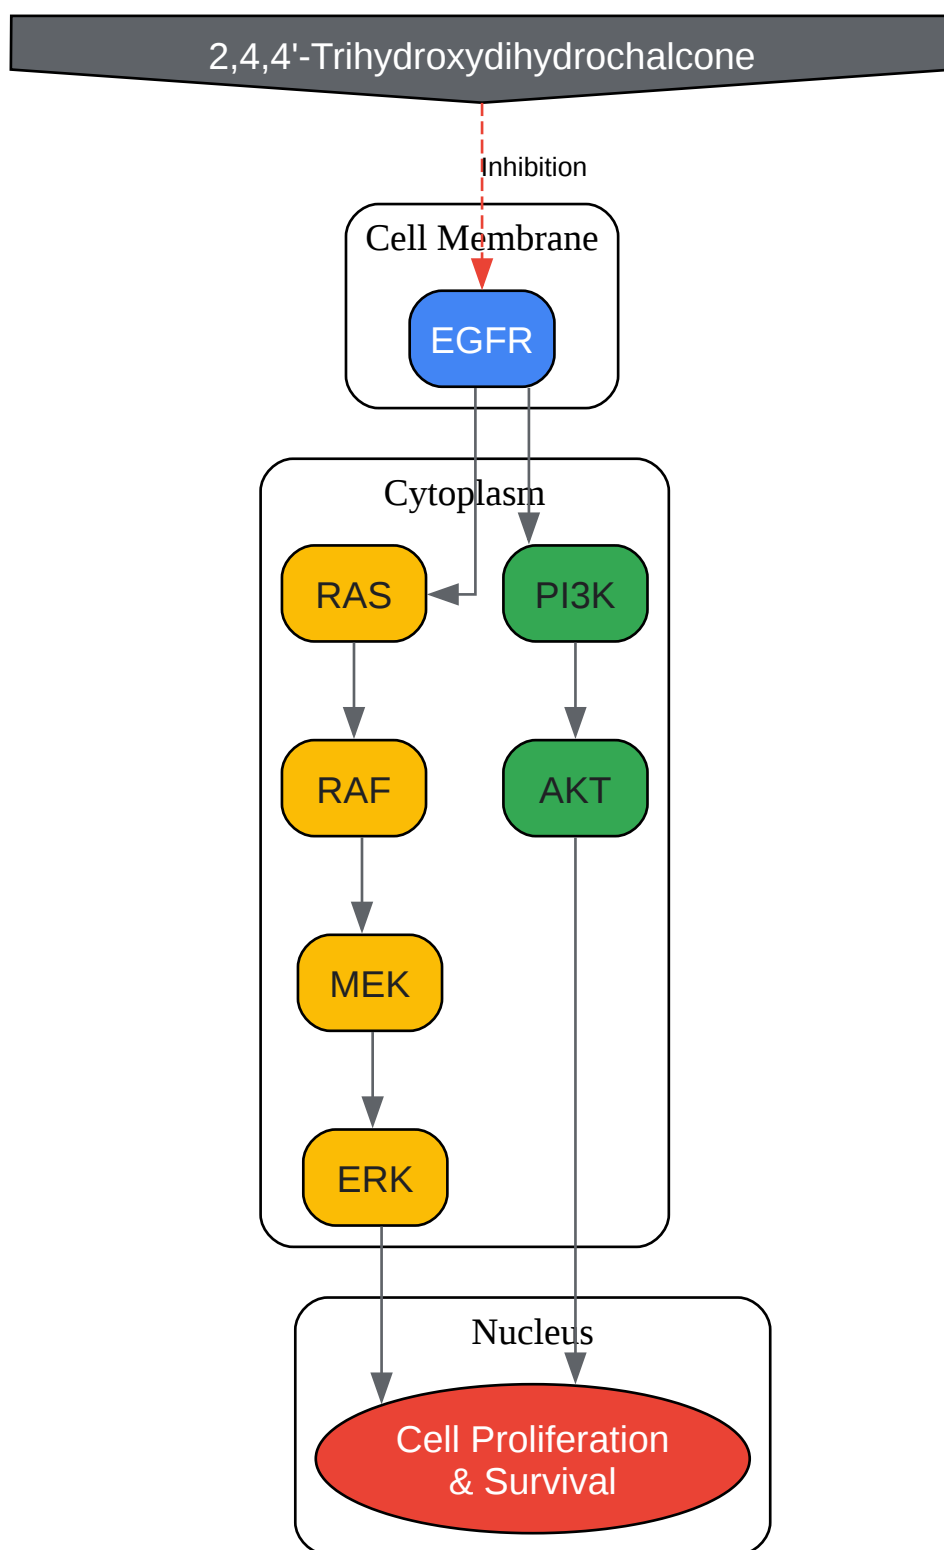 2,4,4'-Trihydroxydihydrochalcone
Inhibition
Cell Membrane
EGFR
Cytoplasm
RAS
PI3K
RAF
AKT
MEK
ERK
Nucleus
Cell Proliferation
& Survival